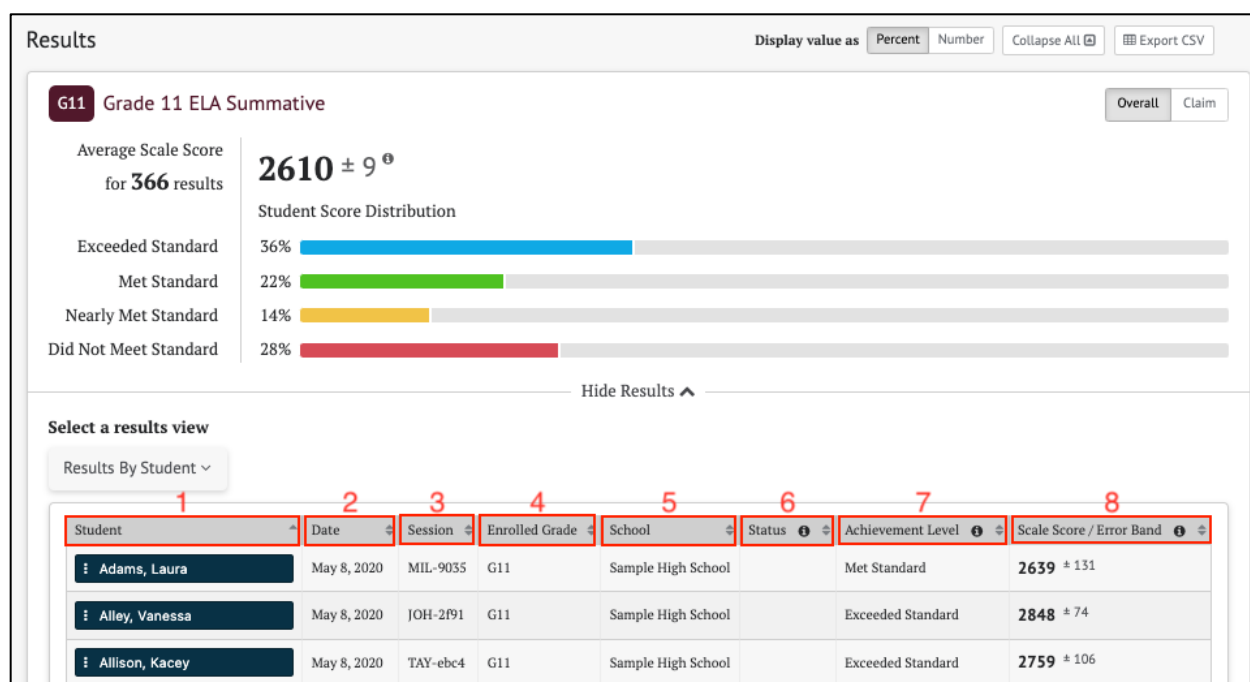 Results
Display value as Percent Number Collapse All Export CSV
G11 Grade 11 ELA Summative
Overall Claim
Average Scale Score
for 366 results
2610 ± 9
Student Score Distribution
Exceeded Standard 36%
Met Standard 22%
Nearly Met Standard 14%
Did Not Meet Standard 28%
Hide Results
Select a results view
Results By Student
1 2 3 4 5 6 7 8
Student Date Session Enrolled Grade School Status Achievement Level Scale Score / Error Band
Adams, Laura May 8, 2020 MIL-9035 G11 Sample High School Met Standard 2639 ± 131
Alley, Vanessa May 8, 2020 JOH-2f91 G11 Sample High School Exceeded Standard 2848 ± 74
Allison, Kacey May 8, 2020 TAY-ebc4 G11 Sample High School Exceeded Standard 2759 ± 106